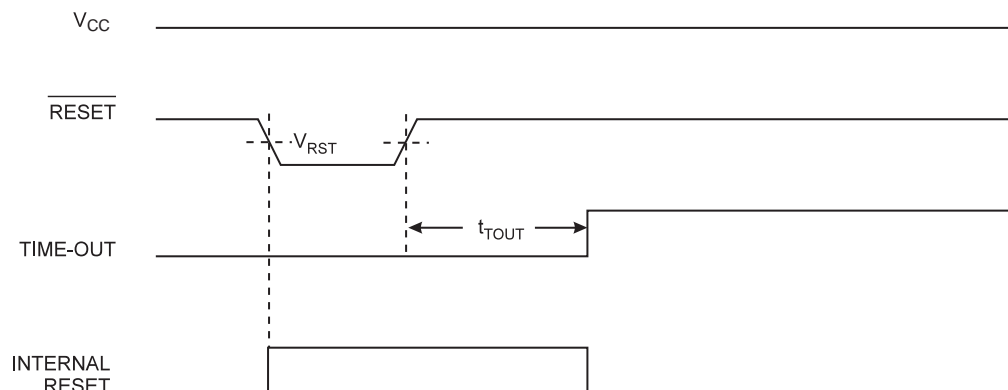 VCC
RESET
VRST
tTOUT
TIME-OUT
INTERNAL
RESET